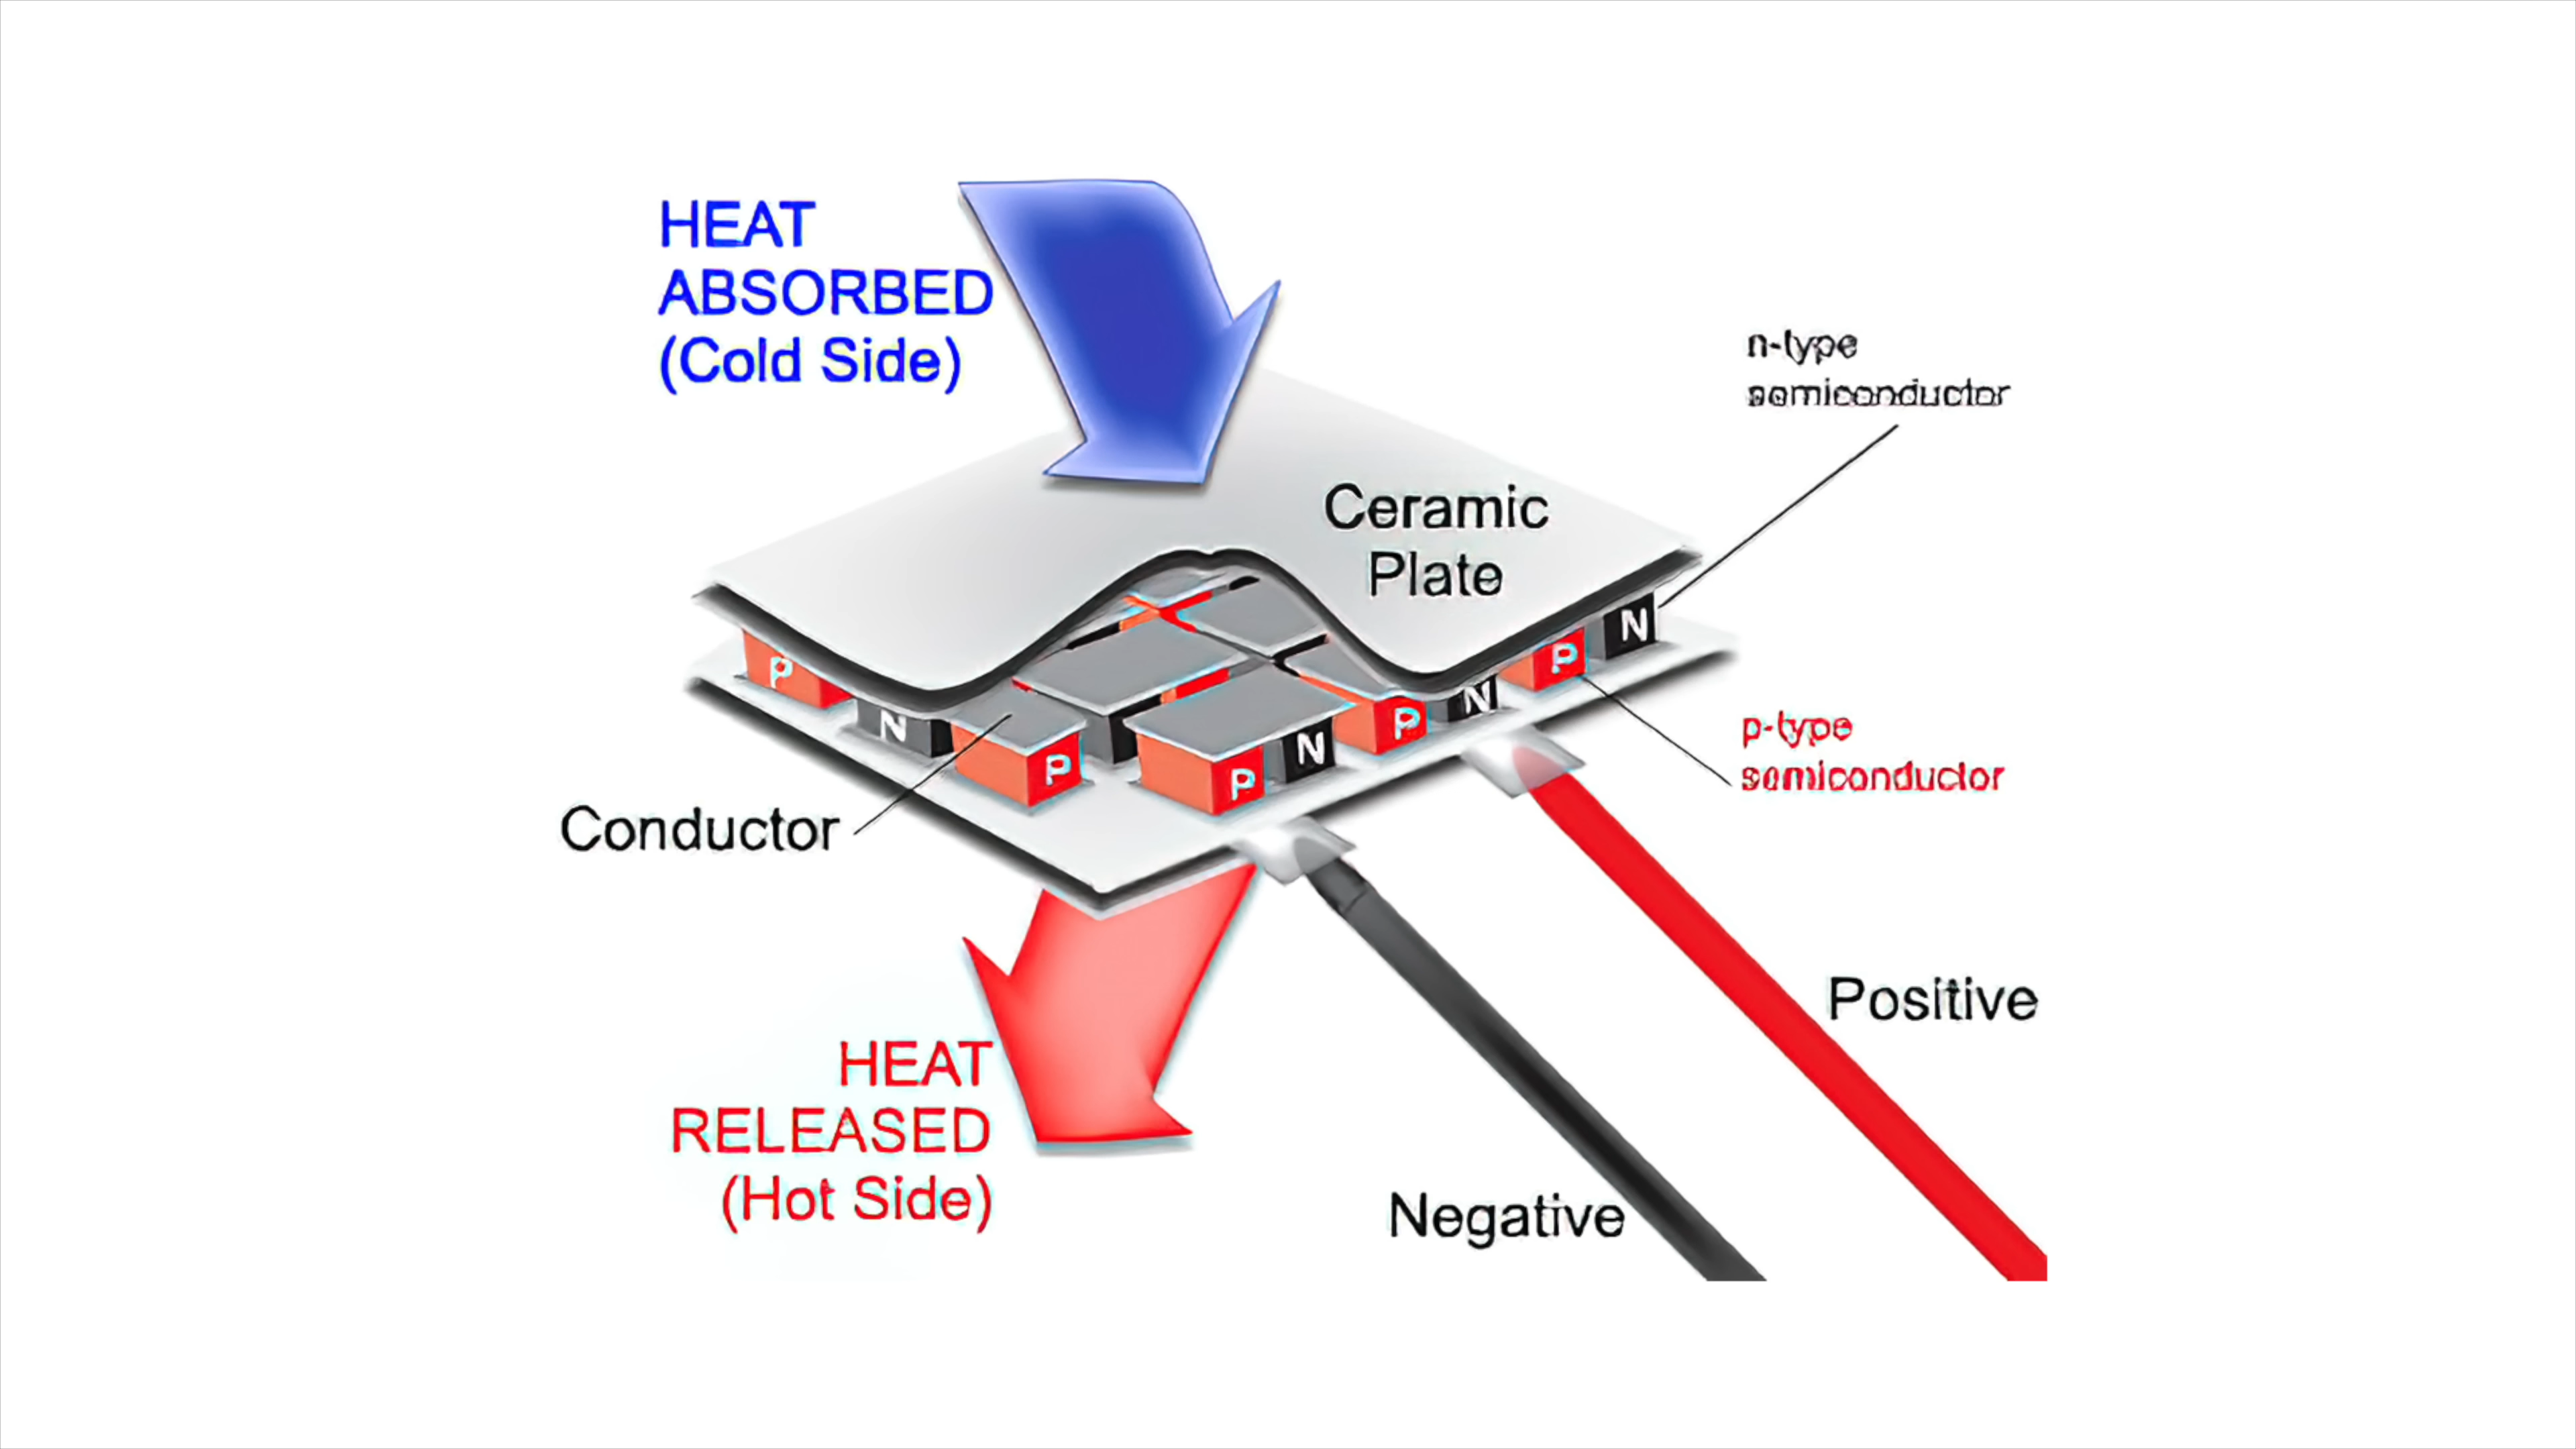 HEAT
ABSORBED
(Cold Side)
n-type
semiconductor
Ceramic
Plate
N
P
P
N
P
N
P
N
P
p-type
semiconductor
Conductor
Positive
HEAT
RELEASED
(Hot Side)
Negative